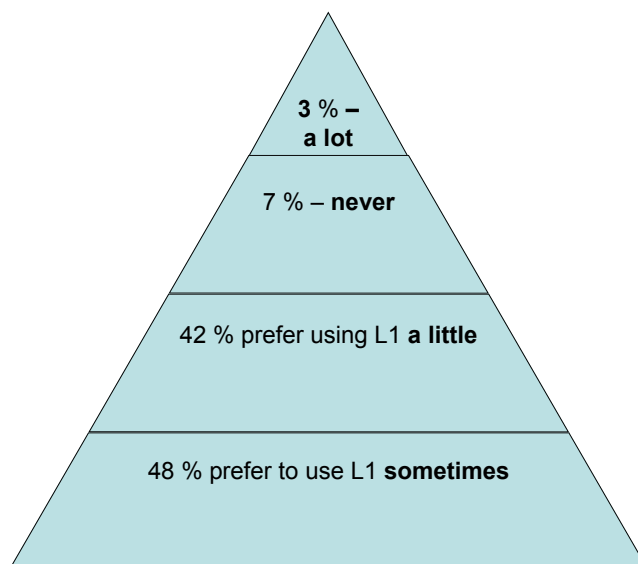 3 % –
a lot
7 % – never
42 % prefer using L1 a little
48 % prefer to use L1 sometimes